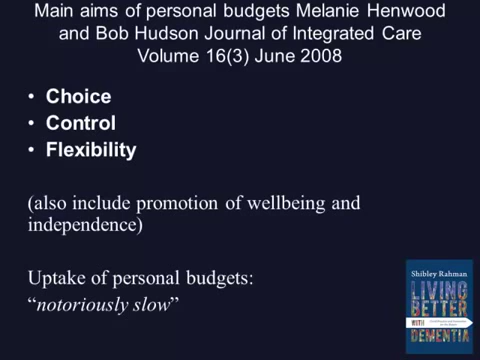 Main aims of personal budgets Melanie Henwood
and Bob Hudson Journal of Integrated Care
Volume 16(3) June 2008
• Choice
• Control
• Flexibility
(also include promotion of wellbeing and
independence)
Uptake of personal budgets:
“notoriously slow”
Shibley Rahman
LIVING
BETTER
WITH
DEMENTIA